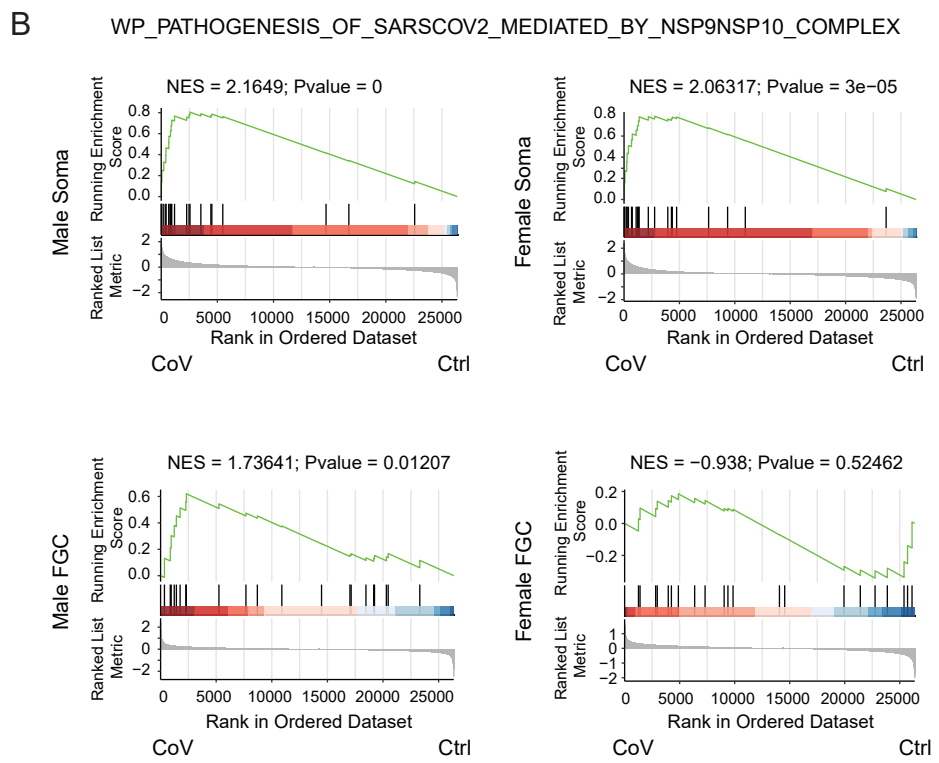 B
WP_PATHOGENESIS_OF_SARSCOV2_MEDIATED_BY_NSP9NSP10_COMPLEX
Male Soma
NES = 2.1649; Pvalue = 0
Running Enrichment
Score
0.8
0.6
0.4
0.2
0.0
Ranked List
Metric
2
0
−2
0 5000 10000 15000 20000 25000
Rank in Ordered Dataset
CoV Ctrl
Female Soma
NES = 2.06317; Pvalue = 3e−05
Running Enrichment
Score
0.8
0.6
0.4
0.2
0.0
Ranked List
Metric
2
0
−2
0 5000 10000 15000 20000 25000
Rank in Ordered Dataset
CoV Ctrl
Male FGC
NES = 1.73641; Pvalue = 0.01207
Running Enrichment
Score
0.6
0.4
0.2
0.0
Ranked List
Metric
2
0
−2
0 5000 10000 15000 20000 25000
Rank in Ordered Dataset
CoV Ctrl
Female FGC
NES = −0.938; Pvalue = 0.52462
Running Enrichment
Score
0.2
0.0
−0.2
Ranked List
Metric
1
0
−1
−2
0 5000 10000 15000 20000 25000
Rank in Ordered Dataset
CoV Ctrl